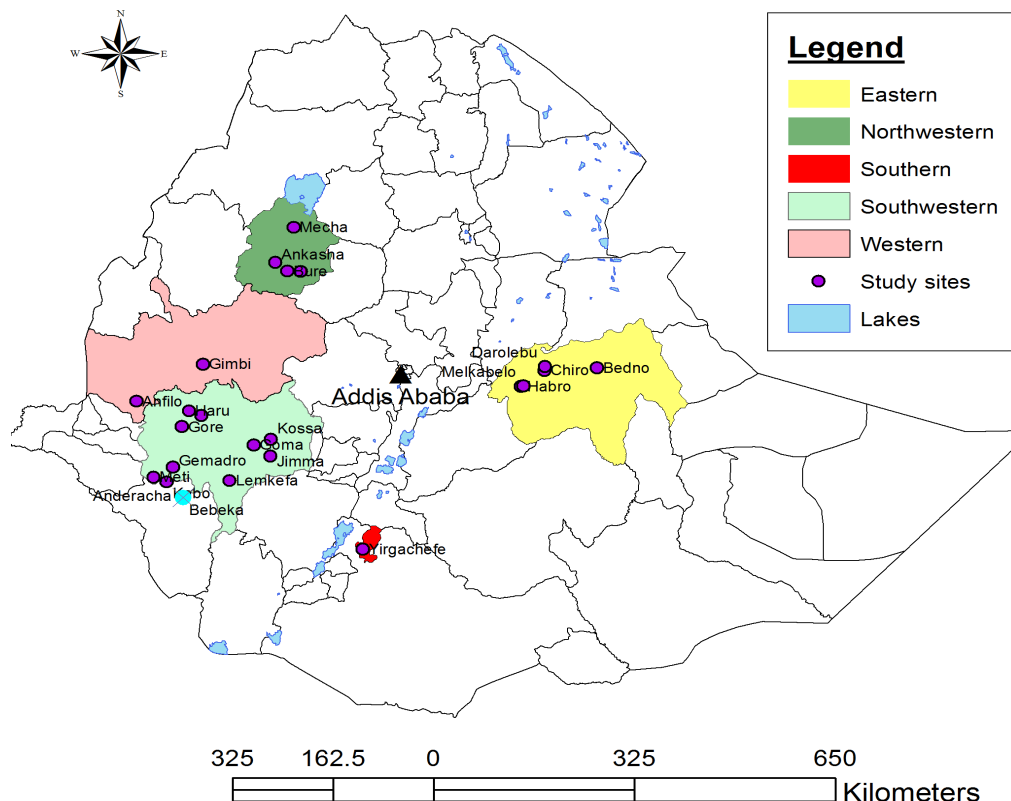 N
W
E
S
Legend
Eastern
Northwestern
Southern
Southwestern
Western
Study sites
Lakes
Mecha
Ankasha
Bure
Gimbi
Darolebu
Melkabelo
Chiro
Bedno
Habro
Addis Ababa
Anfilo
Haru
Gore
Kossa
Goma
Jimma
Gemadro
Meti
Lemkefa
Anderacha
Kebo
Bebeka
Yirgachefe
325
162.5
0
325
650
Kilometers